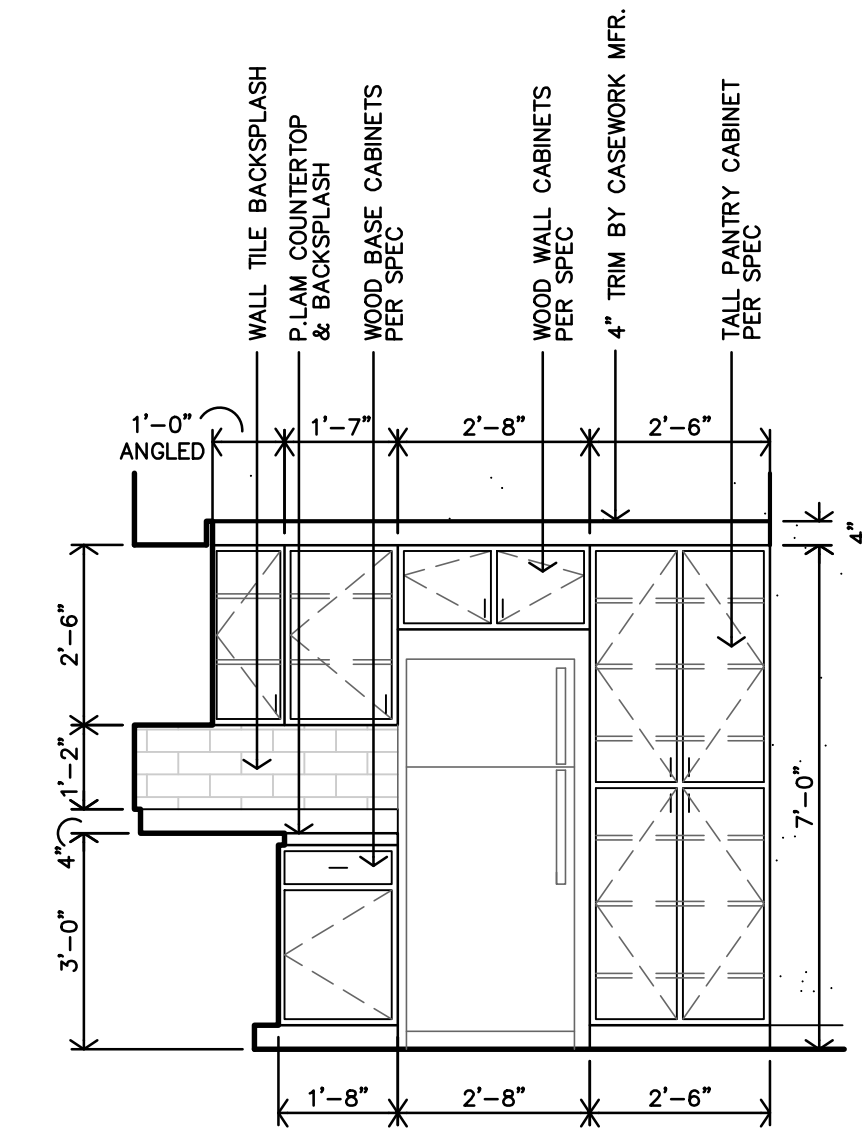 WALL TILE BACKSPLASH
P.LAM COUNTERTOP
& BACKSPLASH
WOOD BASE CABINETS
PER SPEC
WOOD WALL CABINETS
PER SPEC
4" TRIM BY CASEWORK MFR.
TALL PANTRY CABINET
PER SPEC
1'-0"
ANGLED
1'-7"
2'-8"
2'-6"
4"
2'-6"
1'-2"
4"
3'-0"
7'-0"
1'-8"
2'-8"
2'-6"